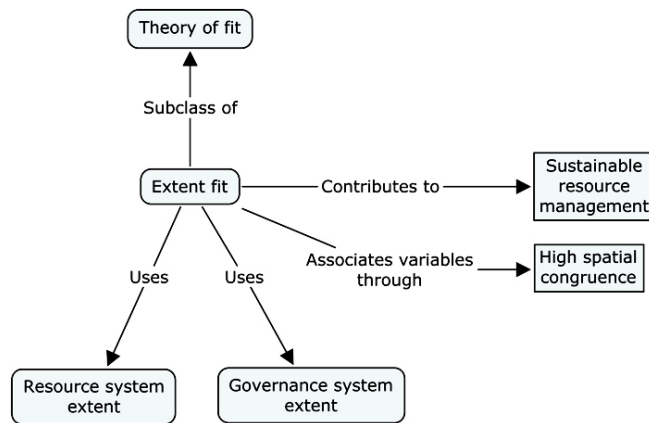 Theory of fit
Subclass of
Extent fit
Contributes to
Sustainable
resource
management
Associates variables
through
High spatial
congruence
Uses
Uses
Resource system
extent
Governance system
extent